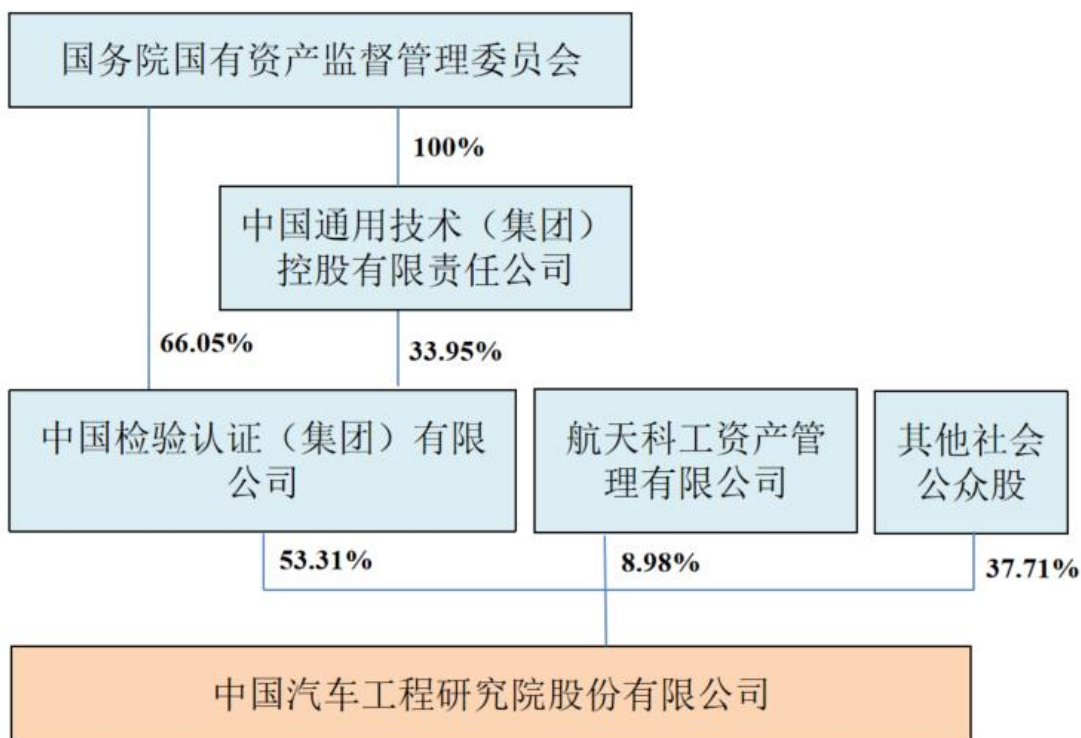 国务院国有资产监督管理委员会
100%
中国通用技术（集团）
控股有限责任公司
66.05%
33.95%
中国检验认证（集团）有限
公司
航天科工资产管
理有限公司
其他社会
公众股
53.31%
8.98%
37.71%
中国汽车工程研究院股份有限公司